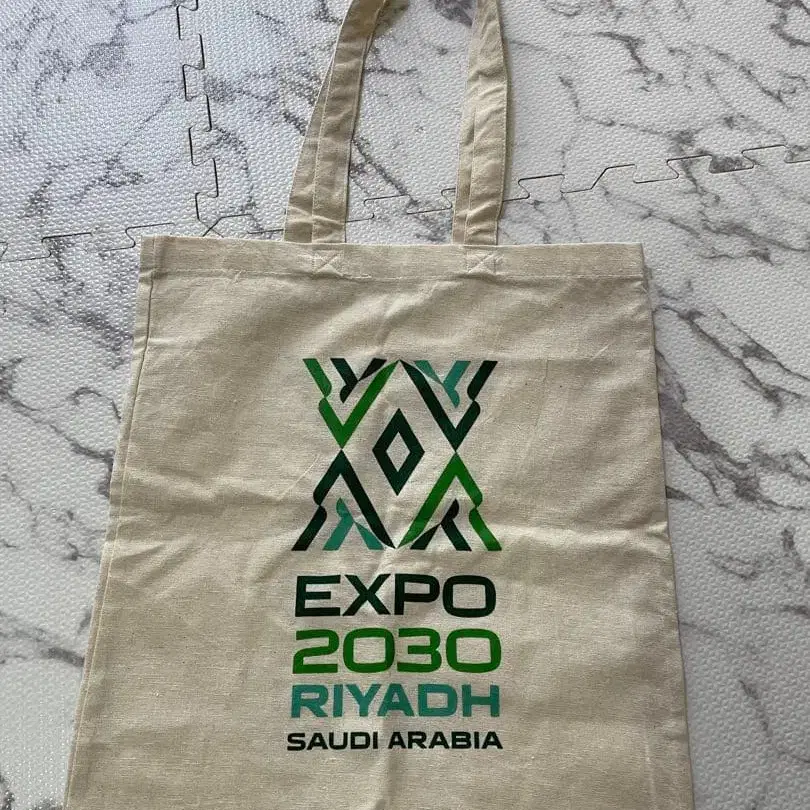 EXPO
2030
RIYADH
SAUDI ARABIA